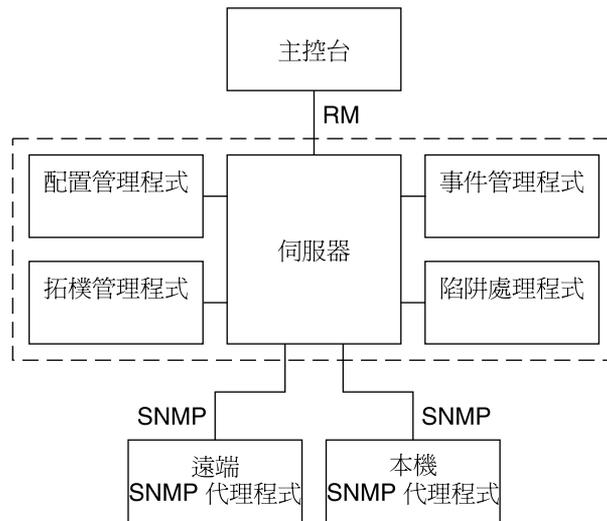 主控台
RM
配置管理程式
事件管理程式
伺服器
拓樸管理程式
陷阱處理程式
SNMP
SNMP
遠端
SNMP 代理程式
本機
SNMP 代理程式